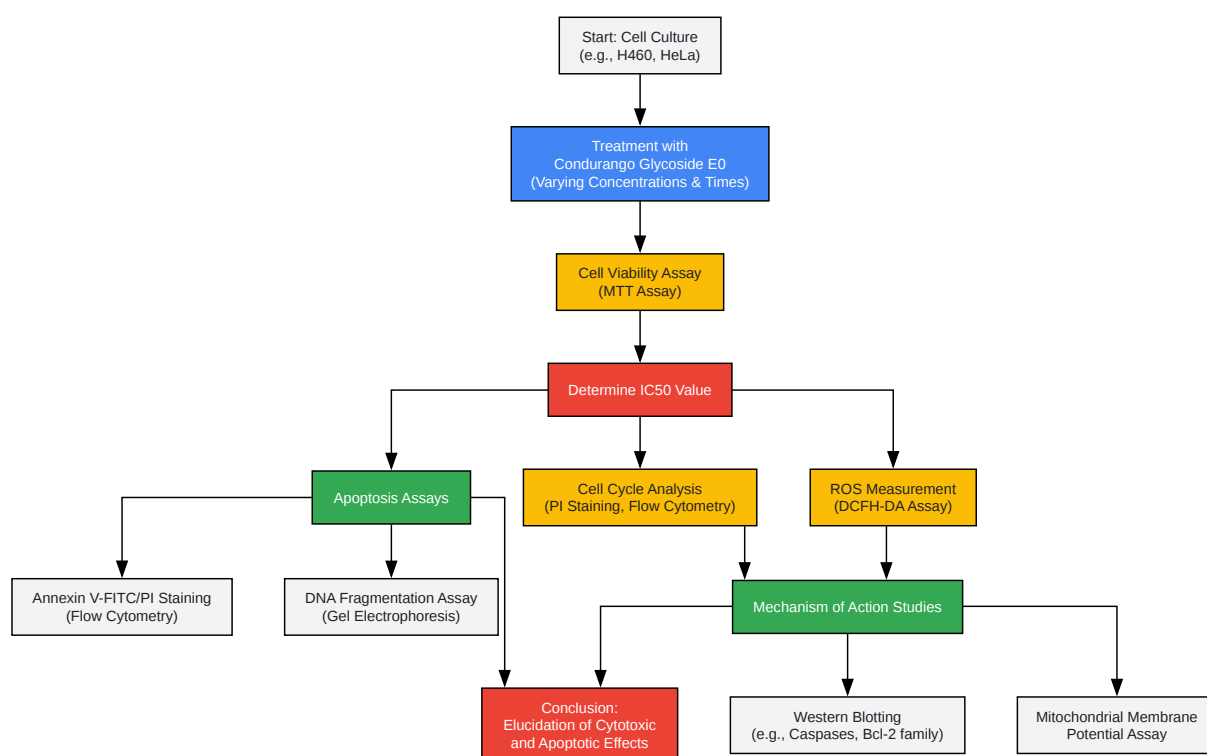 Start: Cell Culture
(e.g., H460, HeLa)
Treatment with
Condurango Glycoside E0
(Varying Concentrations & Times)
Cell Viability Assay
(MTT Assay)
Determine IC50 Value
Apoptosis Assays
Cell Cycle Analysis
(PI Staining, Flow Cytometry)
ROS Measurement
(DCFH-DA Assay)
Annexin V-FITC/PI Staining
(Flow Cytometry)
DNA Fragmentation Assay
(Gel Electrophoresis)
Mechanism of Action Studies
Conclusion:
Elucidation of Cytotoxic
and Apoptotic Effects
Western Blotting
(e.g., Caspases, Bcl-2 family)
Mitochondrial Membrane
Potential Assay